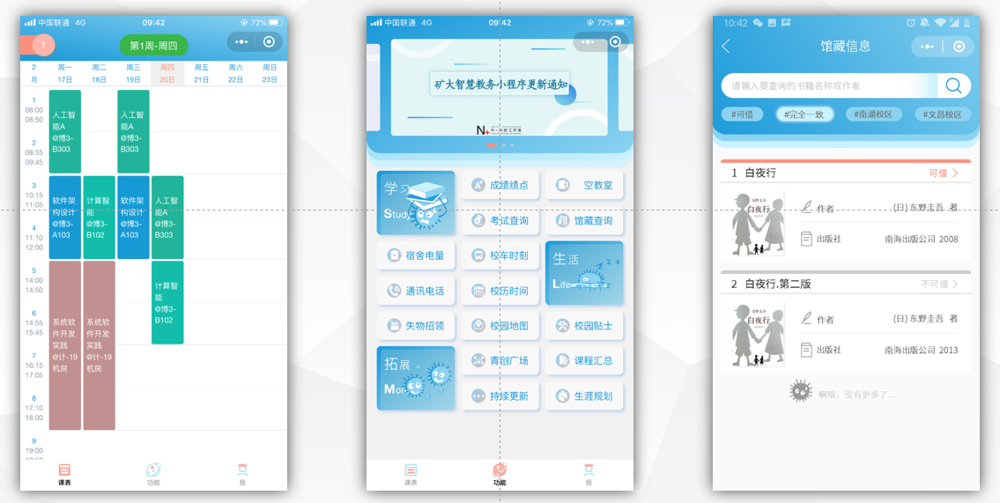 中国联通 4G 09:42 72%
1 第1周-周四
2月 周一 周二 周三 周四 周五 周六 周日
17日 18日 19日 20日 21日 22日 23日
1
08:00
08:50
2
08:55
09:45
人工智能A
@博3-B303
人工智能A
@博3-B303
3
10:15
11:05
4
11:10
12:00
软件架构设计
@博3-A103
计算智能
@博3-B102
软件架构设计
@博3-A103
人工智能A
@博3-B303
5
14:00
14:50
6
14:55
15:45
7
16:15
17:05
8
17:10
18:00
系统软件开发实践
@计-19机房
系统软件开发实践
@计-19机房
计算智能
@博3-B102
9
19:00
课表 功能 我
中国联通 4G 09:42 72%
矿大智慧教务小程序更新通知
N+
学习
Study
成绩绩点 空教室
考试查询 馆藏查询
宿舍电量 校车时刻
生活
Life
通讯电话 校历时间
失物招领 校园地图 校园贴士
拓展
More
青创广场 课程汇总
持续更新 生涯规划
课表 功能 我
10:42
馆藏信息
请输入要查询的书籍名称或作者
#可借 #完全一致 #南湖校区 #文昌校区
1 白夜行 可借
白夜行
作者 (日) 东野圭吾 著
出版社 南海出版公司 2008
2 白夜行.第二版 不可借
白夜行
作者 (日) 东野圭吾 著
出版社 南海出版公司 2013
啊哦，没有更多了...